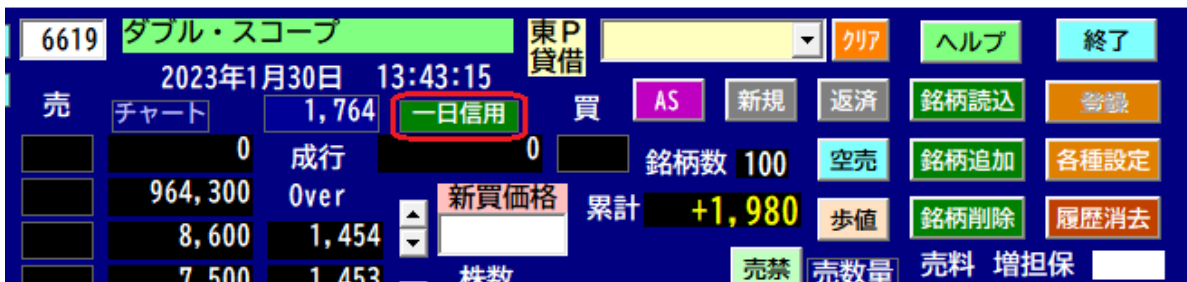 6619 ダブル・スコープ 東P クリア ヘルプ 終了
貸借
2023年1月30日 13:43:15
売 チャート 1,764 一日信用 買 AS 新規 返済 銘柄読込 登録
0 成行 0 銘柄数 100 空売 銘柄追加 各種設定
964,300 Over 新買価格 累計 +1,980 歩値 銘柄削除 履歴消去
8,600 1,454
7,500 1,453 株数 売禁 売数量 売料 増担保